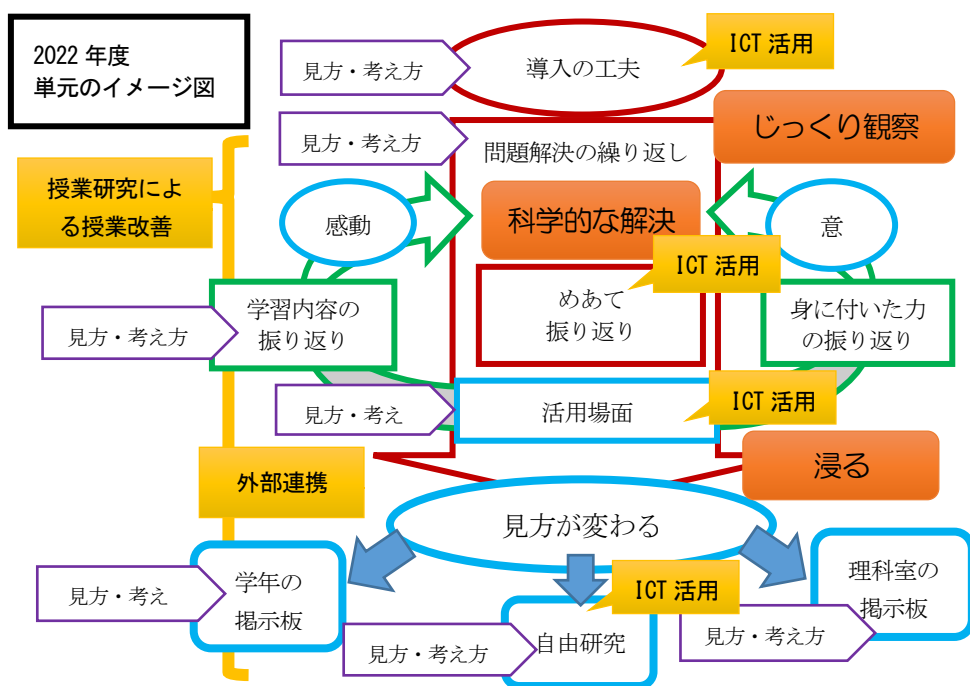 2022 年度
単元のイメージ図
見方・考え方
導入の工夫
ICT 活用
見方・考え方
問題解決の繰り返し
じっくり観察
授業研究によ
る授業改善
感動
科学的な解決
意
ICT 活用
見方・考え方
学習内容の
振り返り
めあて
振り返り
身に付いた力
の振り返り
見方・考え
活用場面
ICT 活用
外部連携
浸る
見方が変わる
見方・考え
学年の
掲示板
ICT 活用
理科室の
掲示板
見方・考え方
自由研究
見方・考え方